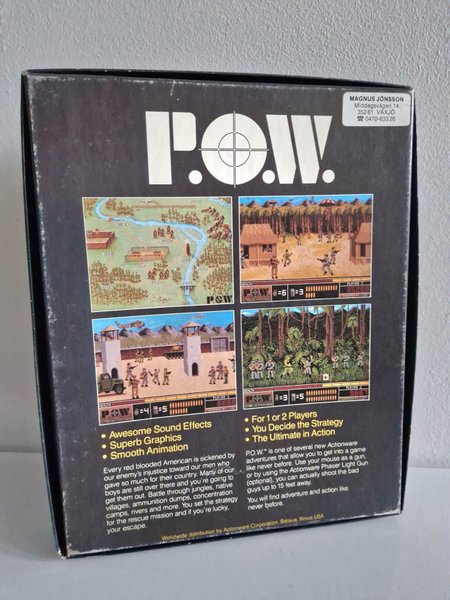 MAGNUS JÖNSSON
Middagsvägen 14
352 61 VÄXJÖ
☎ 0470-633 26
P.O.W.
P.O.W
P.O.W.
=6
=3
P.O.W.
=4
=5
P.O.W.
=3
=5
• Awesome Sound Effects
• Superb Graphics
• Smooth Animation
Every red blooded American is sickened by
our enemy's injustice toward our men who
gave so much for their country. Many of our
boys are still over there and you're going to
get them out. Battle through jungles, native
villages, ammunition dumps, concentration
camps, rivers and more. You set the strategy
for the rescue mission and if you're lucky,
your escape.
• For 1 or 2 Players
• You Decide the Strategy
• The Ultimate in Action
P.O.W.™ is one of several new Actionware
adventures that allow you to get into a game
like never before. Use your mouse as a gun,
or by using the Actionware Phaser Light Gun
(optional), you can actually shoot the bad
guys up to 15 feet away.
You will find adventure and action like
never before.
Worldwide distribution by Actionware Corporation, Batavia, Illinois USA